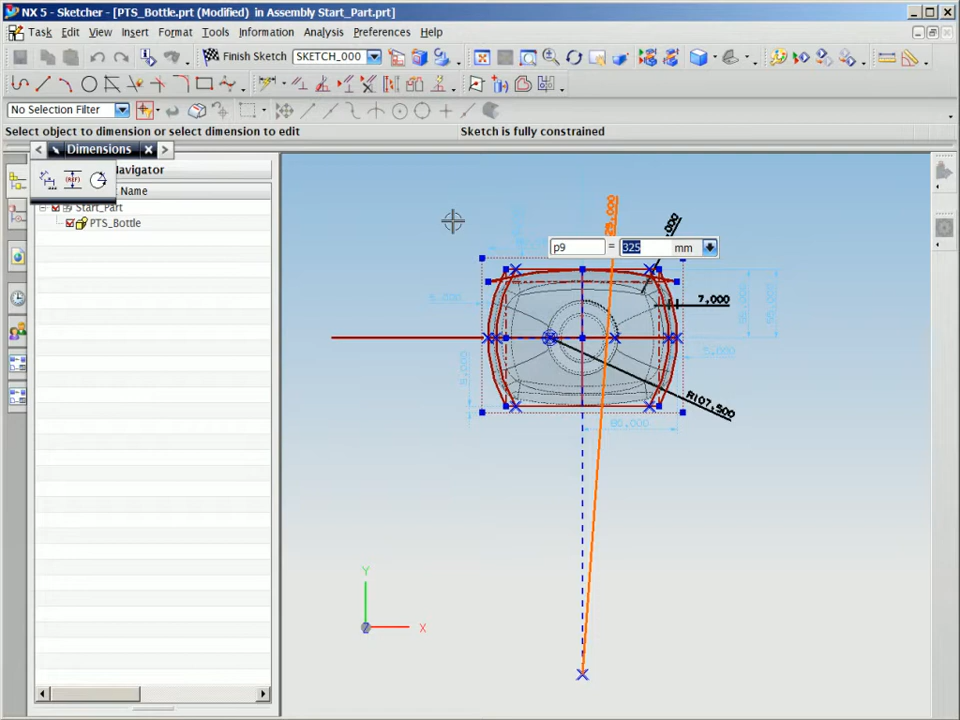 NX 5 - Sketcher - [PTS_Bottle.prt (Modified)  in Assembly Start_Part.prt]
Task Edit View Insert Format Tools Information Analysis Preferences Help
Finish Sketch SKETCH_000
No Selection Filter
Select object to dimension or select dimension to edit
Sketch is fully constrained
Dimensions
Navigator
Name
Start_Part
PTS_Bottle
p9 = 325 mm
7,000
R107,500
80,000
Y
X
Z